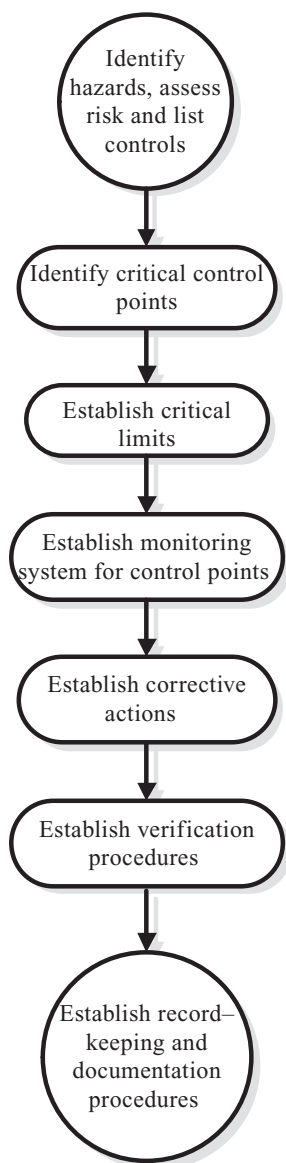 Identify
hazards, assess
risk and list
controls
Identify critical control
points
Establish critical
limits
Establish monitoring
system for control points
Establish corrective
actions
Establish verification
procedures
Establish record–
keeping and
documentation
procedures